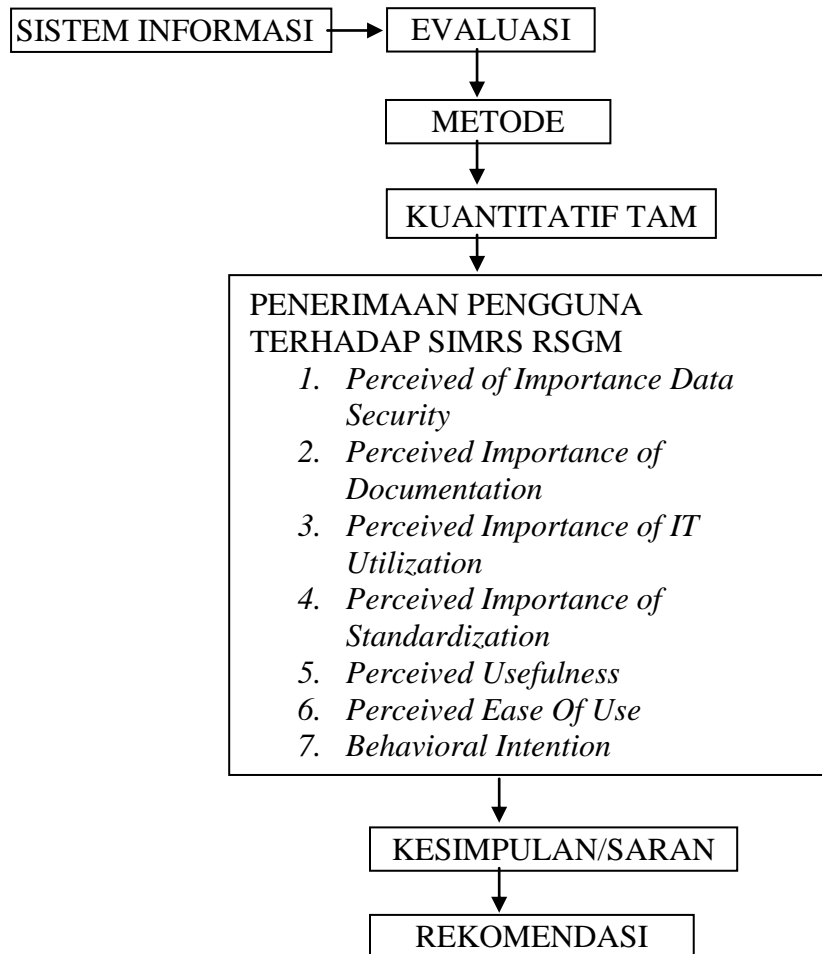 SISTEM INFORMASI
EVALUASI
METODE
KUANTITATIF TAM
PENERIMAAN PENGGUNA
TERHADAP SIMRS RSGM
1. Perceived of Importance Data
Security
2. Perceived Importance of
Documentation
3. Perceived Importance of IT
Utilization
4. Perceived Importance of
Standardization
5. Perceived Usefulness
6. Perceived Ease Of Use
7. Behavioral Intention
KESIMPULAN/SARAN
REKOMENDASI